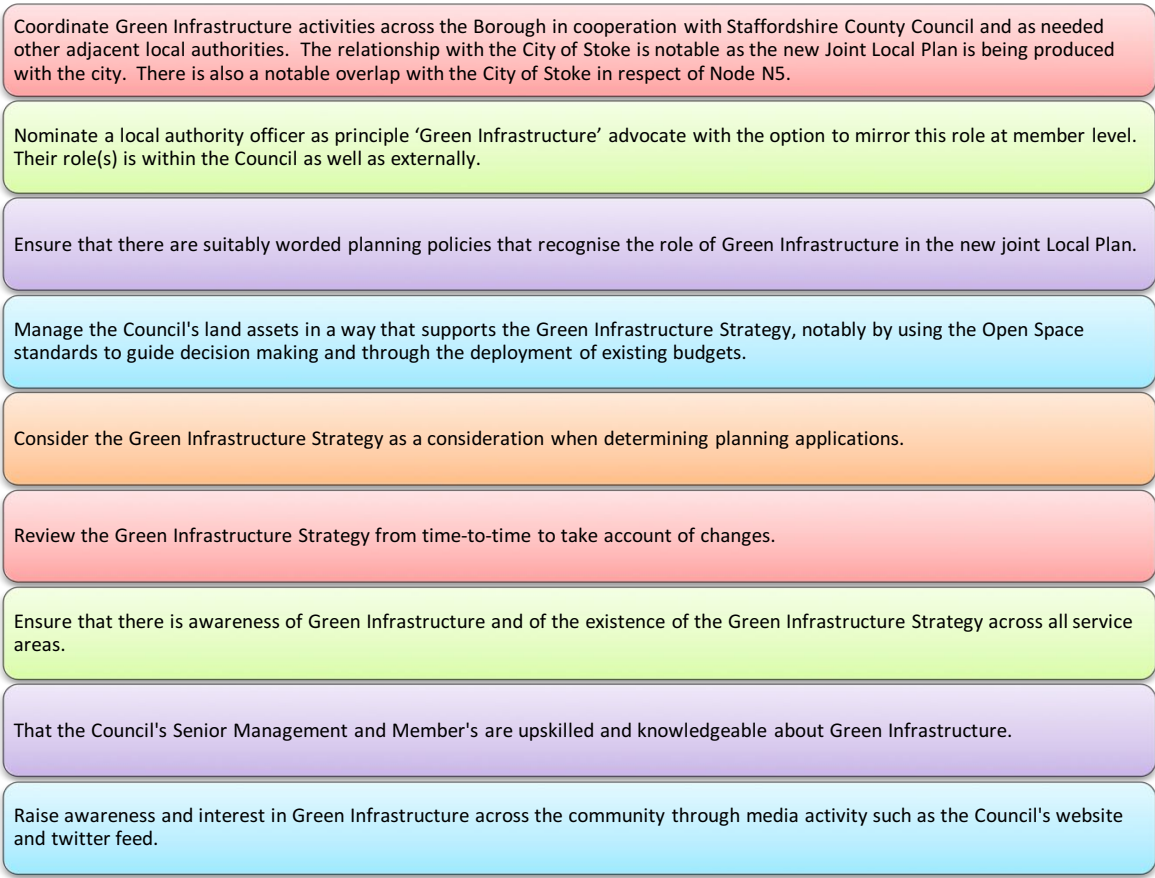 Coordinate Green Infrastructure activities across the Borough in cooperation with Staffordshire County Council and as needed
other adjacent local authorities.  The relationship with the City of Stoke is notable as the new Joint Local Plan is being produced
with the city.  There is also a notable overlap with the City of Stoke in respect of Node N5.
Nominate a local authority officer as principle ‘Green Infrastructure’ advocate with the option to mirror this role at member level.
Their role(s) is within the Council as well as externally.
Ensure that there are suitably worded planning policies that recognise the role of Green Infrastructure in the new joint Local Plan.
Manage the Council's land assets in a way that supports the Green Infrastructure Strategy, notably by using the Open Space
standards to guide decision making and through the deployment of existing budgets.
Consider the Green Infrastructure Strategy as a consideration when determining planning applications.
Review the Green Infrastructure Strategy from time-to-time to take account of changes.
Ensure that there is awareness of Green Infrastructure and of the existence of the Green Infrastructure Strategy across all service
areas.
That the Council's Senior Management and Member's are upskilled and knowledgeable about Green Infrastructure.
Raise awareness and interest in Green Infrastructure across the community through media activity such as the Council's website
and twitter feed.